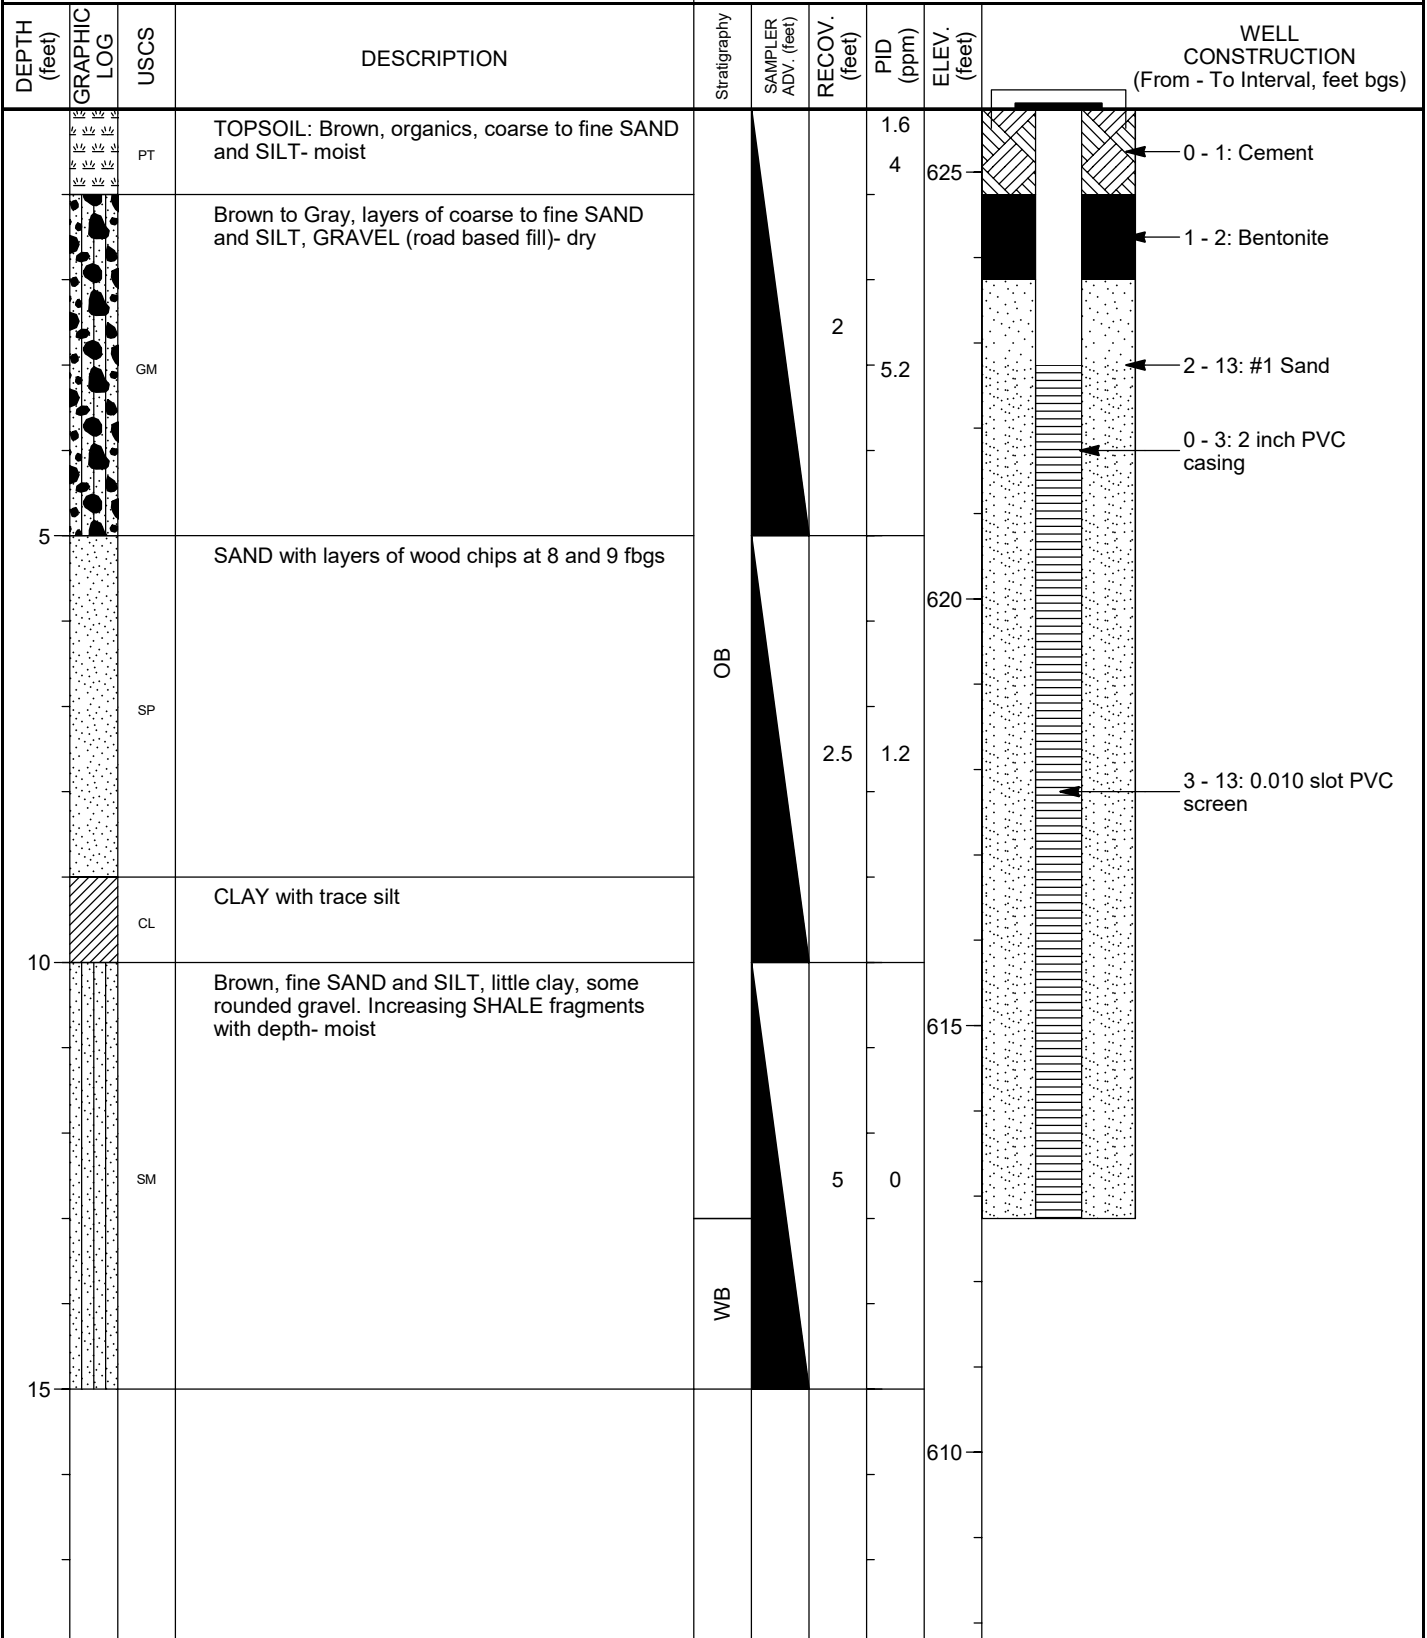 DEPTH
(feet)
GRAPHIC
LOG
USCS
DESCRIPTION
Stratigraphy
SAMPLER
ADV. (feet)
RECOV.
(feet)
PID
(ppm)
ELEV.
(feet)
WELL
CONSTRUCTION
(From - To Interval, feet bgs)
PT
TOPSOIL: Brown, organics, coarse to fine SAND
and SILT- moist
1.6
4
625
0 - 1: Cement
GM
Brown to Gray, layers of coarse to fine SAND
and SILT, GRAVEL (road based fill)- dry
2
5.2
1 - 2: Bentonite
2 - 13: #1 Sand
0 - 3: 2 inch PVC
casing
5
SAND with layers of wood chips at 8 and 9 fbgs
620
OB
SP
2.5
1.2
3 - 13: 0.010 slot PVC
screen
CLAY with trace silt
CL
10
Brown, fine SAND and SILT, little clay, some
rounded gravel. Increasing SHALE fragments
with depth- moist
615
SM
5
0
WB
15
610